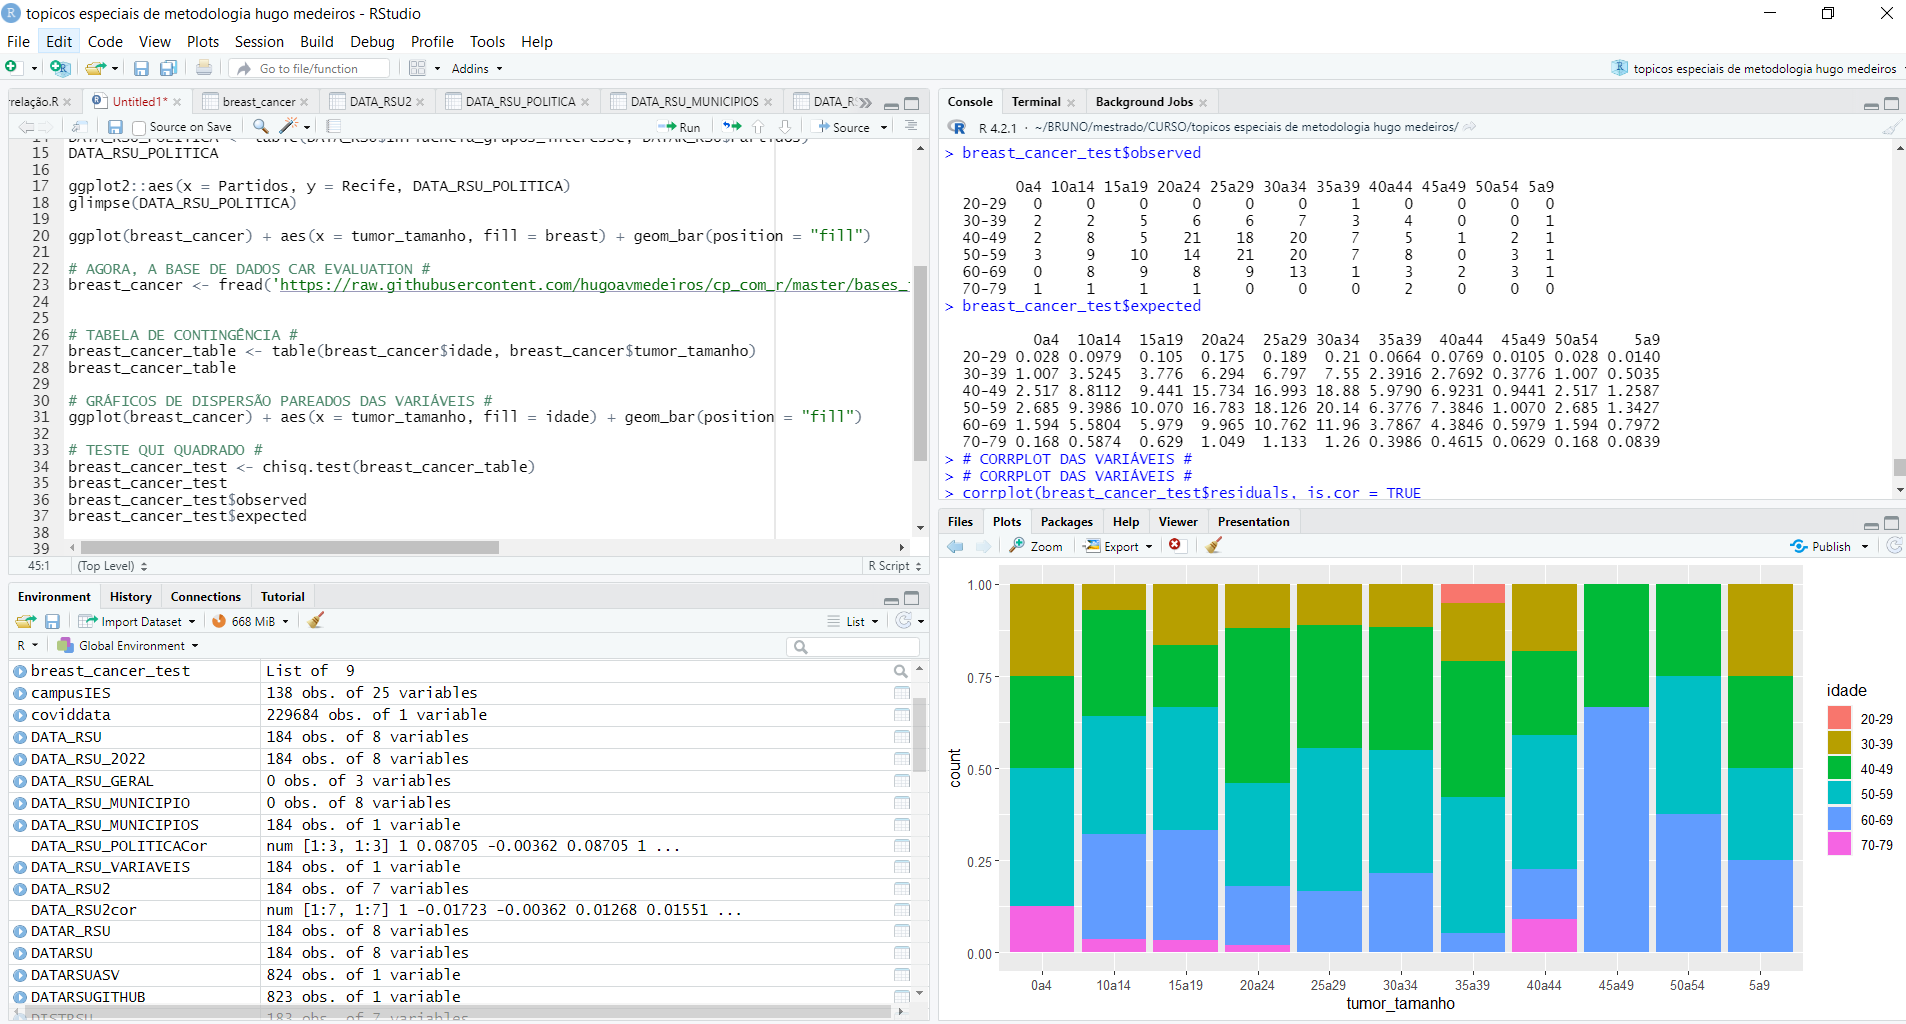 topicos especiais de metodologia hugo medeiros - RStudio
File Edit Code View Plots Session Build Debug Profile Tools Help
Go to file/function Addins topicos especiais de metodologia hugo medeiros
relação.R Untitled1* breast_cancer DATA_RSU2 DATA_RSU_POLITICA DATA_RSU_MUNICIPIOS
Source on Save Run Source
15 DATA_RSU_POLITICA
16
17 ggplot2::aes(x = Partidos, y = Recife, DATA_RSU_POLITICA)
18 glimpse(DATA_RSU_POLITICA)
19
20 ggplot(breast_cancer) + aes(x = tumor_tamanho, fill = breast) + geom_bar(position = "fill")
21
22 # AGORA, A BASE DE DADOS CAR EVALUATION #
23 breast_cancer <- fread('https://raw.githubusercontent.com/hugoavmedeiros/cp_com_r/master/bases_
24
25
26 # TABELA DE CONTINGÊNCIA #
27 breast_cancer_table <- table(breast_cancer$idade, breast_cancer$tumor_tamanho)
28 breast_cancer_table
29
30 # GRÁFICOS DE DISPERSÃO PAREADOS DAS VARIÁVEIS #
31 ggplot(breast_cancer) + aes(x = tumor_tamanho, fill = idade) + geom_bar(position = "fill")
32
33 # TESTE QUI QUADRADO #
34 breast_cancer_test <- chisq.test(breast_cancer_table)
35 breast_cancer_test
36 breast_cancer_test$observed
37 breast_cancer_test$expected
38
39
45:1 (Top Level) R Script
Environment History Connections Tutorial
Import Dataset 668 MiB List
R Global Environment
breast_cancer_test List of 9
campusIES 138 obs. of 25 variables
coviddata 229684 obs. of 1 variable
DATA_RSU 184 obs. of 8 variables
DATA_RSU_2022 184 obs. of 8 variables
DATA_RSU_GERAL 0 obs. of 3 variables
DATA_RSU_MUNICIPIO 0 obs. of 8 variables
DATA_RSU_MUNICIPIOS 184 obs. of 1 variable
DATA_RSU_POLITICACor num [1:3, 1:3] 1 0.08705 -0.00362 0.08705 1 ...
DATA_RSU_VARIAVEIS 184 obs. of 1 variable
DATA_RSU2 184 obs. of 7 variables
DATA_RSU2cor num [1:7, 1:7] 1 -0.01723 -0.00362 0.01268 0.01551 ...
DATAR_RSU 184 obs. of 8 variables
DATARSU 184 obs. of 8 variables
DATARSUASV 824 obs. of 1 variable
DATARSUGITHUB 823 obs. of 1 variable
Console Terminal Background Jobs
R 4.2.1 · ~/BRUNO/mestrado/CURSO/topicos especiais de metodologia hugo medeiros/
> breast_cancer_test$observed
0a4 10a14 15a19 20a24 25a29 30a34 35a39 40a44 45a49 50a54 5a9
20-29 0 0 0 0 0 0 1 0 0 0 0
30-39 2 2 5 6 6 7 3 4 0 0 1
40-49 2 8 5 21 18 20 7 5 1 2 1
50-59 3 9 10 14 21 20 7 8 0 3 1
60-69 0 8 9 8 9 13 1 3 2 3 1
70-79 1 1 1 1 0 0 0 2 0 0 0
> breast_cancer_test$expected
0a4 10a14 15a19 20a24 25a29 30a34 35a39 40a44 45a49 50a54 5a9
20-29 0.028 0.0979 0.105 0.175 0.189 0.21 0.0664 0.0769 0.0105 0.028 0.0140
30-39 1.007 3.5245 3.776 6.294 6.797 7.55 2.3916 2.7692 0.3776 1.007 0.5035
40-49 2.517 8.8112 9.441 15.734 16.993 18.88 5.9790 6.9231 0.9441 2.517 1.2587
50-59 2.685 9.3986 10.070 16.783 18.126 20.14 6.3776 7.3846 1.0070 2.685 1.3427
60-69 1.594 5.5804 5.979 9.965 10.762 11.96 3.7867 4.3846 0.5979 1.594 0.7972
70-79 0.168 0.5874 0.629 1.049 1.133 1.26 0.3986 0.4615 0.0629 0.168 0.0839
> # CORRPLOT DAS VARIÁVEIS #
> # CORRPLOT DAS VARIÁVEIS #
> corrplot(breast_cancer_test$residuals, is.cor = TRUE
Files Plots Packages Help Viewer Presentation
Zoom Export Publish
1.00
0.75
0.50
0.25
0.00
count
0a4 10a14 15a19 20a24 25a29 30a34 35a39 40a44 45a49 50a54 5a9
tumor_tamanho
idade
20-29
30-39
40-49
50-59
60-69
70-79